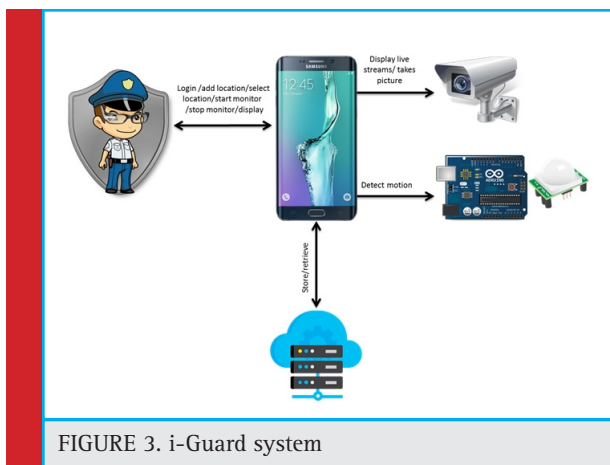 Display live
streams/ takes
picture
Login /add location/select
location/start monitor
/stop monitor/display
12:45
Detect motion
ARDUINO
Store/retrieve
FIGURE 3. i-Guard system